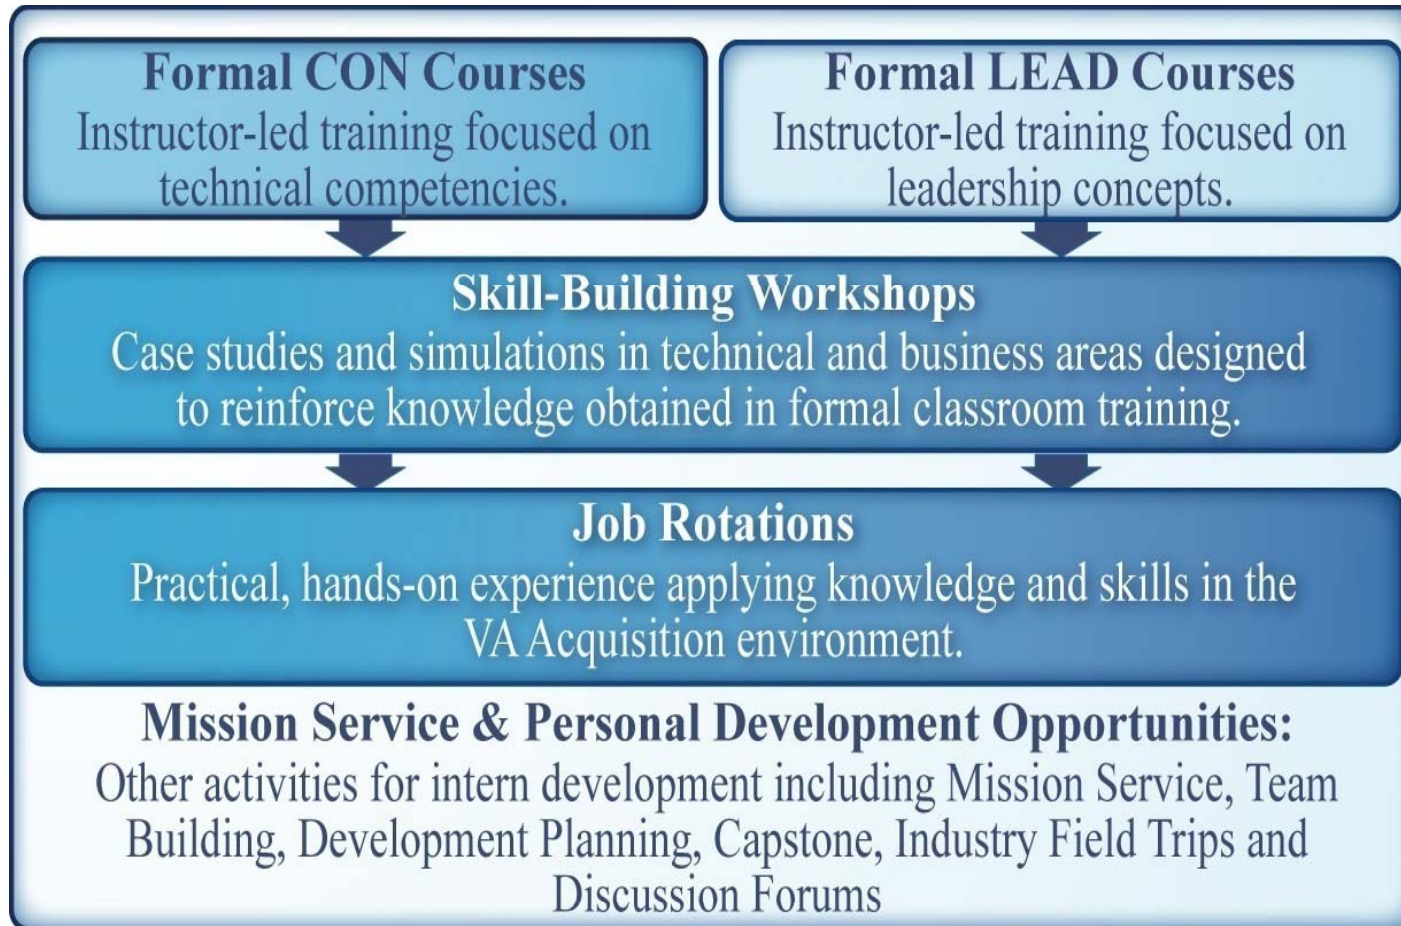 Formal CON Courses
Instructor-led training focused on
technical competencies.
Formal LEAD Courses
Instructor-led training focused on
leadership concepts.
Skill-Building Workshops
Case studies and simulations in technical and business areas designed
to reinforce knowledge obtained in formal classroom training.
Job Rotations
Practical, hands-on experience applying knowledge and skills in the
VA Acquisition environment.
Mission Service & Personal Development Opportunities:
Other activities for intern development including Mission Service, Team
Building, Development Planning, Capstone, Industry Field Trips and
Discussion Forums